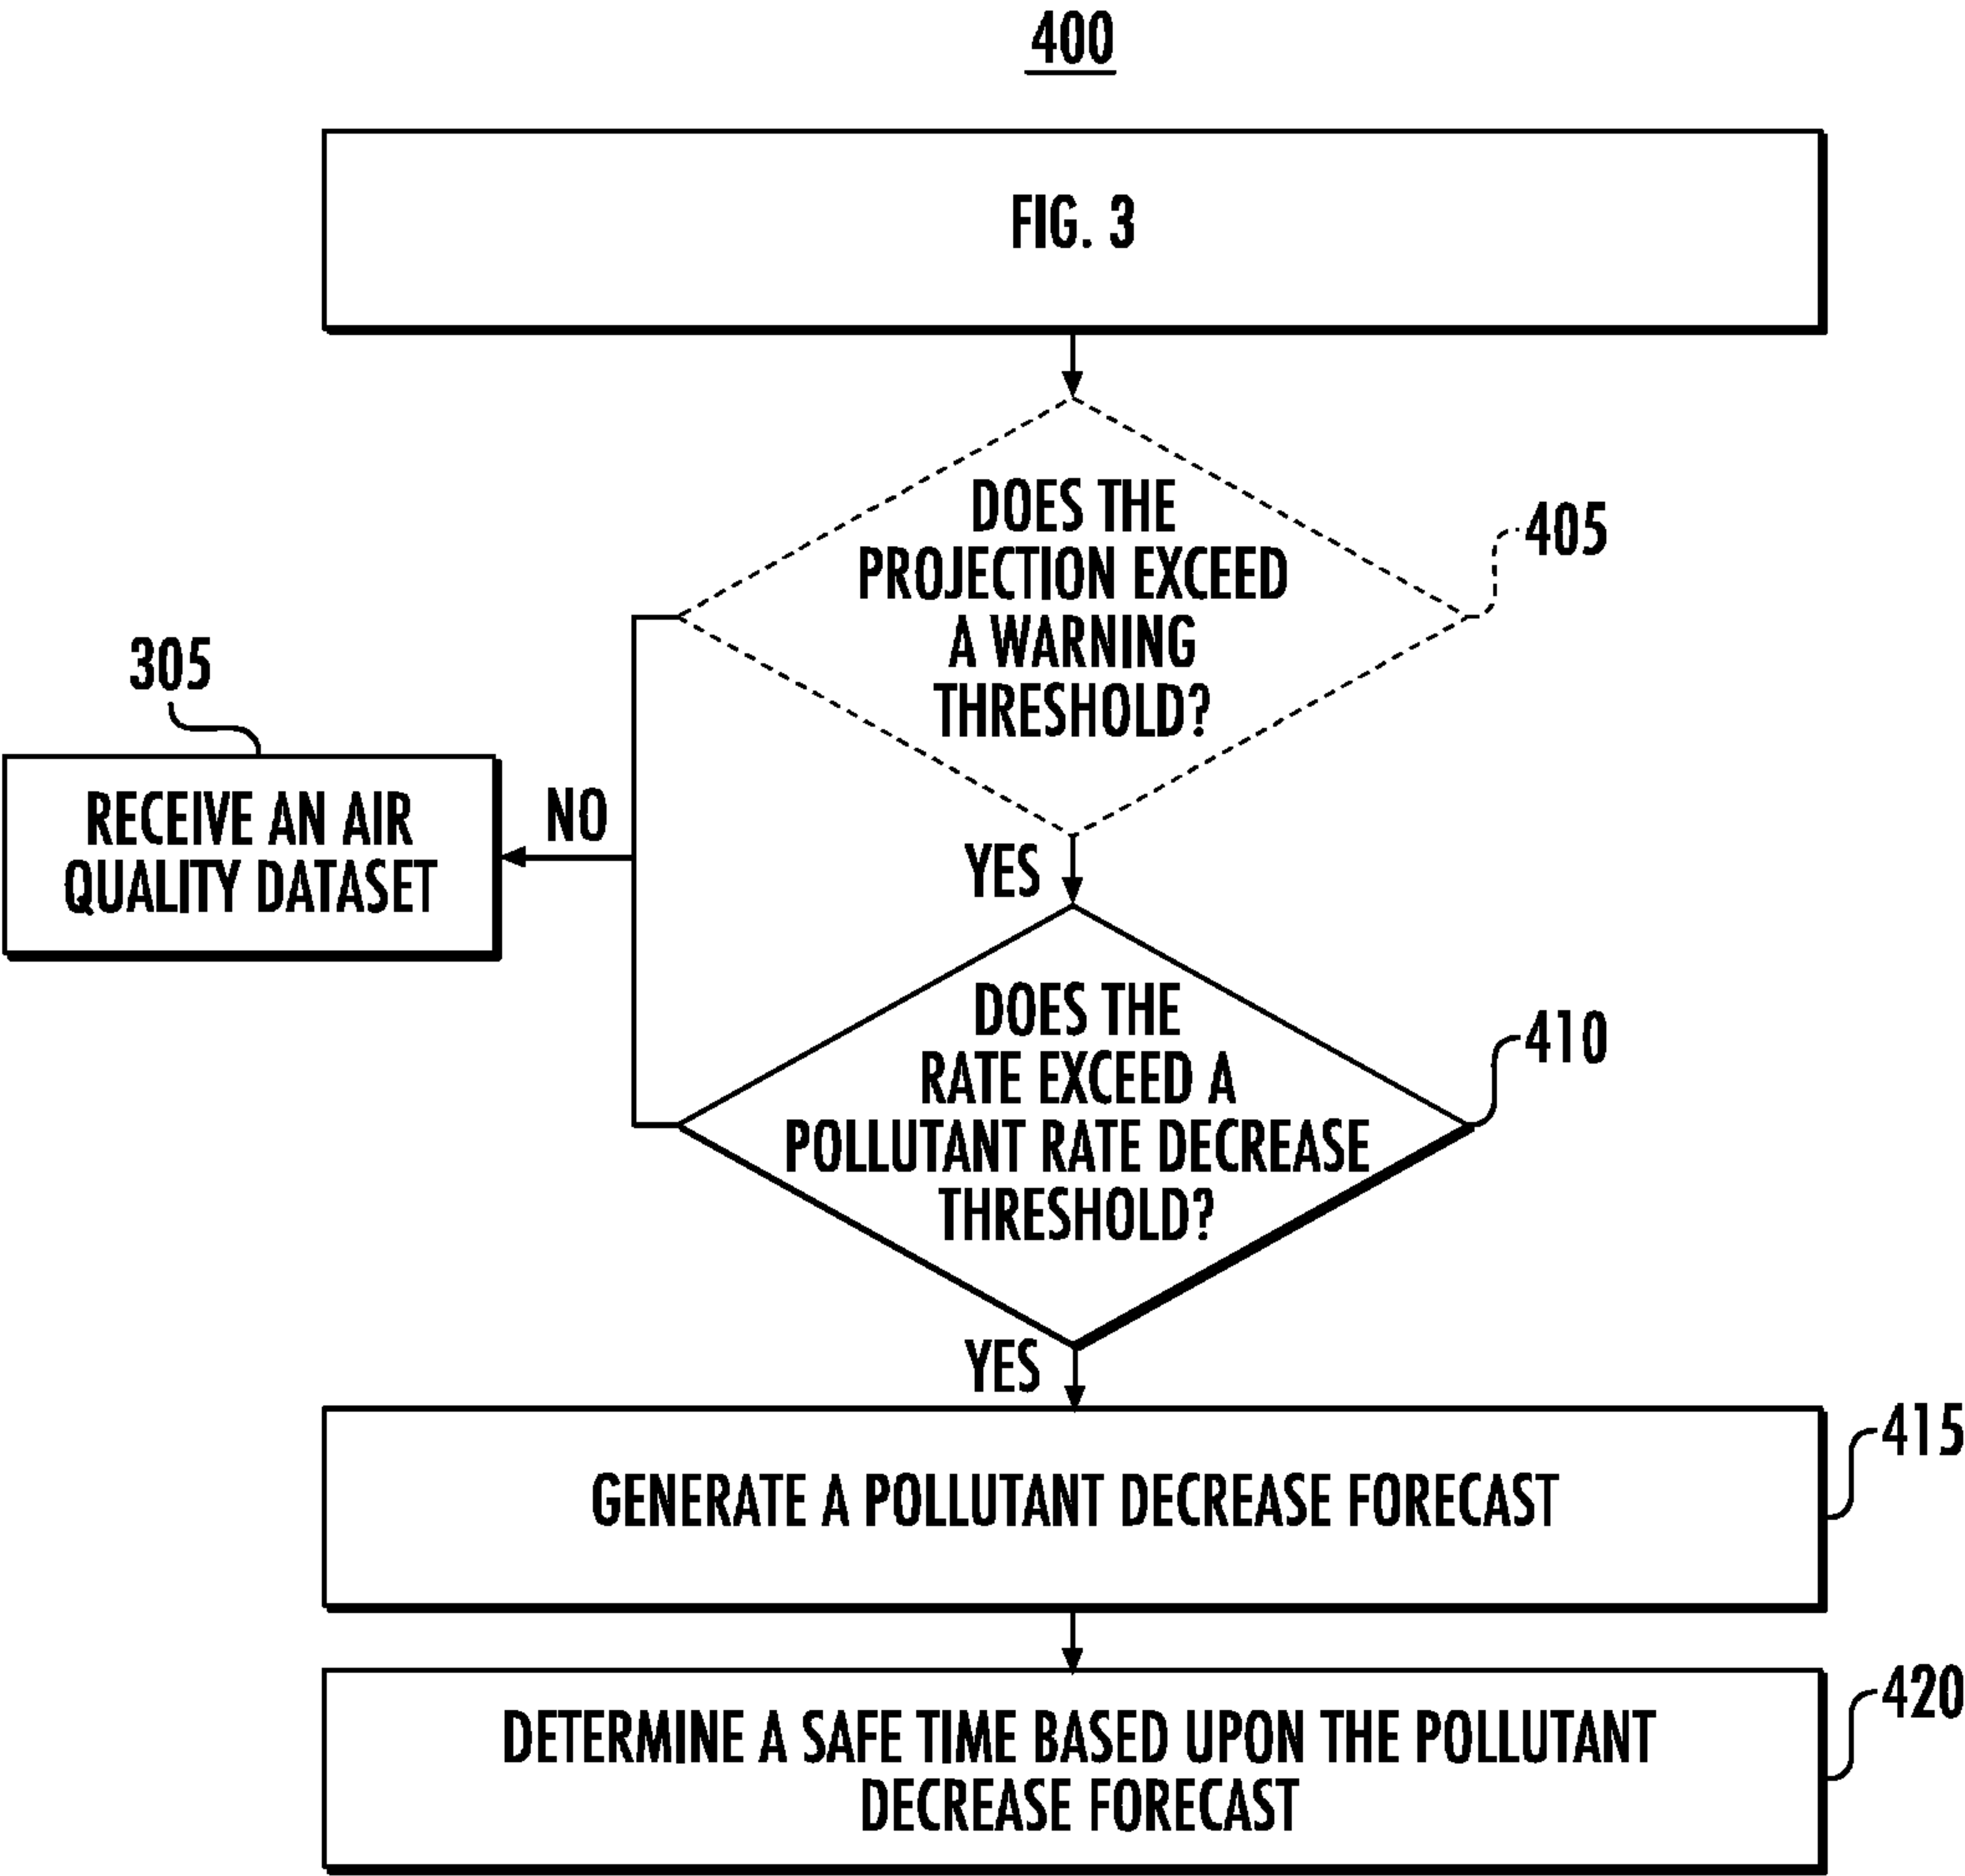 400
FIG. 3
DOES THE
PROJECTION EXCEED
A WARNING
THRESHOLD?
405
305
RECEIVE AN AIR
QUALITY DATASET
NO
YES
DOES THE
RATE EXCEED A
POLLUTANT RATE DECREASE
THRESHOLD?
410
YES
GENERATE A POLLUTANT DECREASE FORECAST
415
DETERMINE A SAFE TIME BASED UPON THE POLLUTANT
DECREASE FORECAST
420